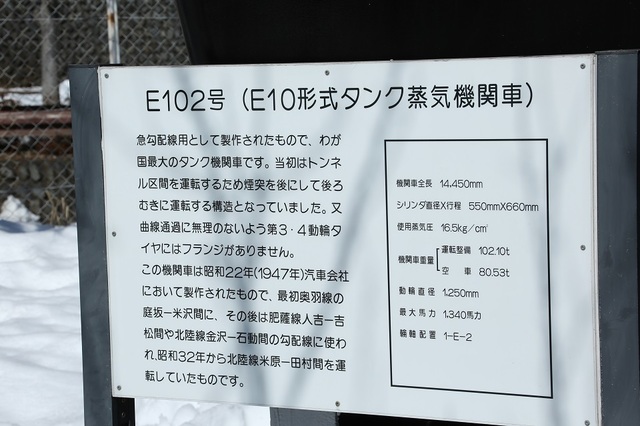 E102号（E10形式タンク蒸気機関車）
急勾配線用として製作されたもので、わが
国最大のタンク機関車です。当初はトンネ
ル区間を運転するため煙突を後にして後ろ
むきに運転する構造となっていました。又
曲線通過に無理のないよう第3・4動輪タ
イヤにはフランジがありません。
この機関車は昭和22年(1947年)汽車会社
において製作されたもので、最初奥羽線の
庭坂ー米沢間に、その後は肥薩線人吉ー吉
松間や北陸線金沢ー石動間の勾配線に使わ
れ.昭和32年から北陸線米原ー田村間を運
転していたものです。
機関車全長 14.450mm
シリンダ直径X行程 550mmX660mm
使用蒸気圧 16.5kg/c㎡
機関車重量 運転整備 102.10t
空車 80.53t
動輪直径 1.250mm
最大馬力 1.340馬力
輪軸配置 1-E-2